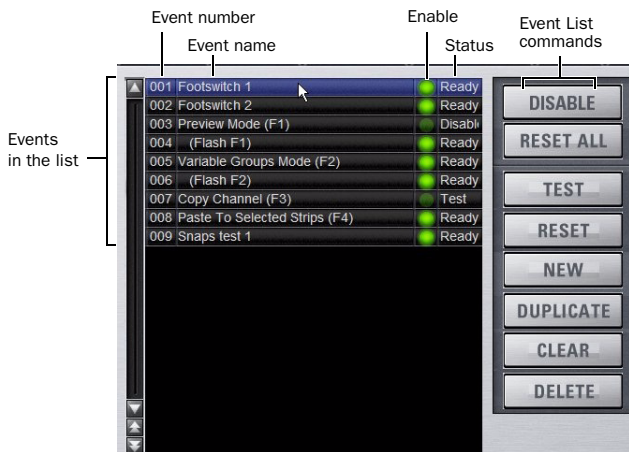 Event number
Event name
Enable
Status
Event List
commands
Events
in the list
001 Footswitch 1 Ready
002 Footswitch 2 Ready
003 Preview Mode (F1) Disabl
004 (Flash F1) Ready
005 Variable Groups Mode (F2) Ready
006 (Flash F2) Ready
007 Copy Channel (F3) Test
008 Paste To Selected Strips (F4) Ready
009 Snaps test 1 Ready
DISABLE
RESET ALL
TEST
RESET
NEW
DUPLICATE
CLEAR
DELETE